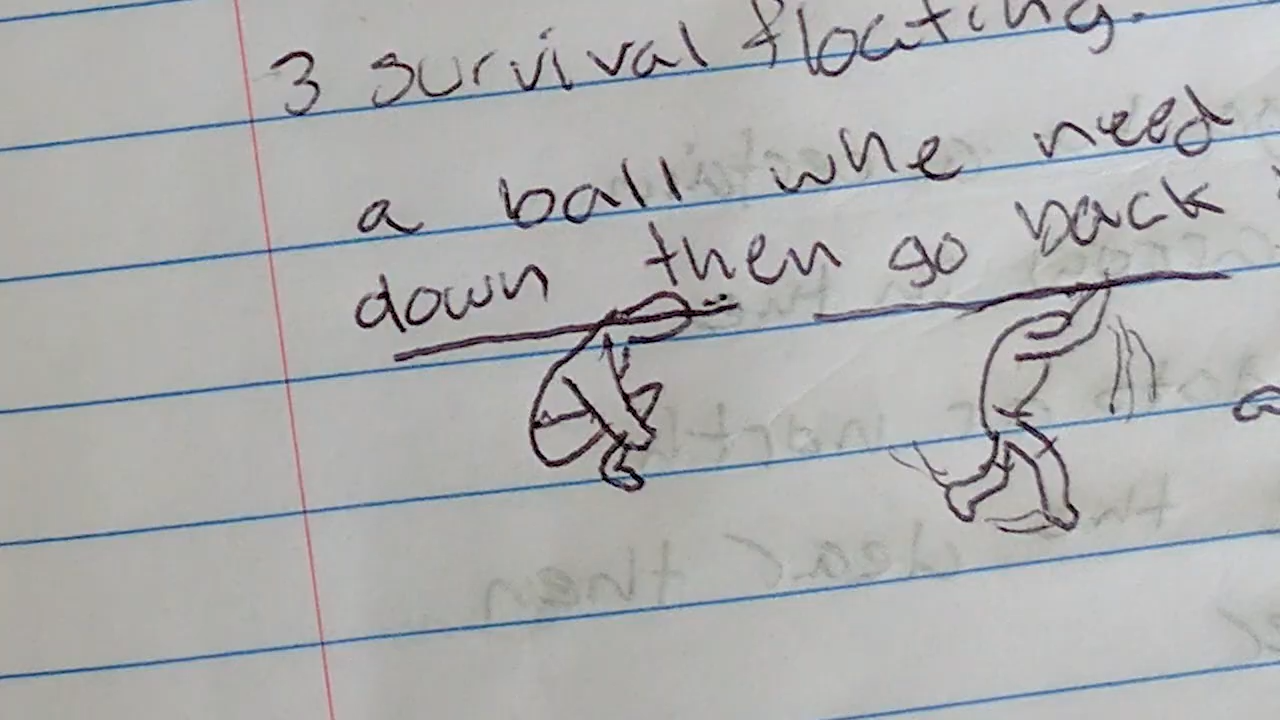 3 survival floating.
a ball whe need
down then go back